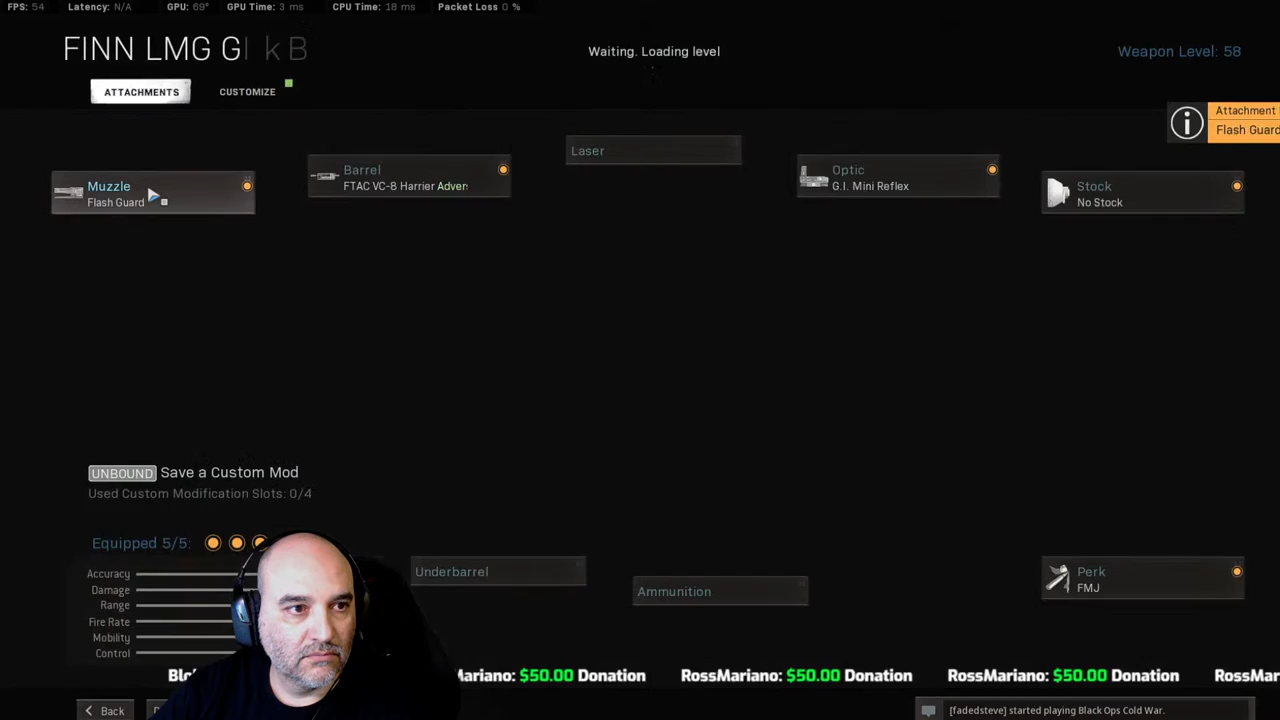 FPS: 54 Latency: N/A GPU: 69° GPU Time: 3 ms CPU Time: 18 ms Packet Loss 0 %
FINN LMG G
Waiting. Loading level
Weapon Level: 58
ATTACHMENTS
CUSTOMIZE
Attachment
Flash Guard
Laser
Muzzle
Flash Guard
Barrel
FTAC VC-8 Harrier Advers
Optic
G.I. Mini Reflex
Stock
No Stock
UNBOUND Save a Custom Mod
Used Custom Modification Slots: 0/4
Equipped 5/5:
Accuracy
Damage
Range
Fire Rate
Mobility
Control
Underbarrel
Ammunition
Perk
FMJ
ariano: $50.00 Donation RossMariano: $50.00 Donation RossMariano: $50.00 Donation RossMa
Back
[fadedsteve] started playing Black Ops Cold War.